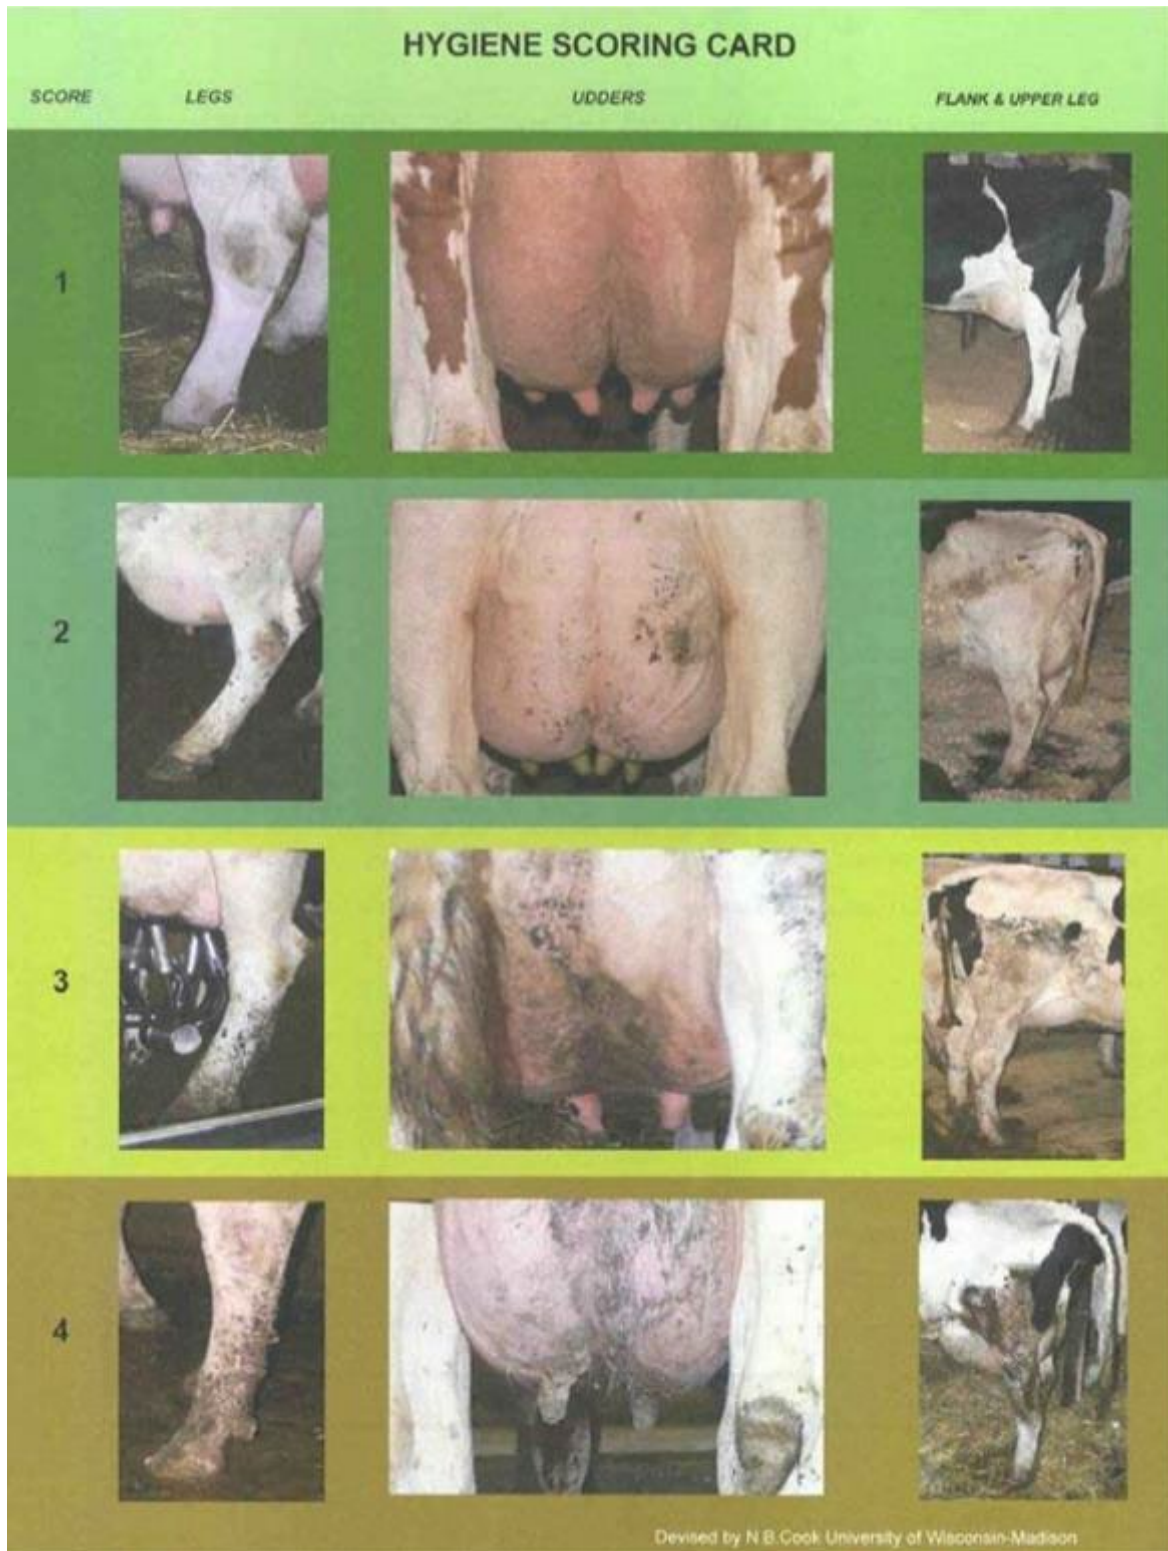 HYGIENE SCORING CARD
SCORE LEGS UDDERS FLANK & UPPER LEG
1
2
3
4
Devised by N.B.Cook University of Wisconsin-Madison